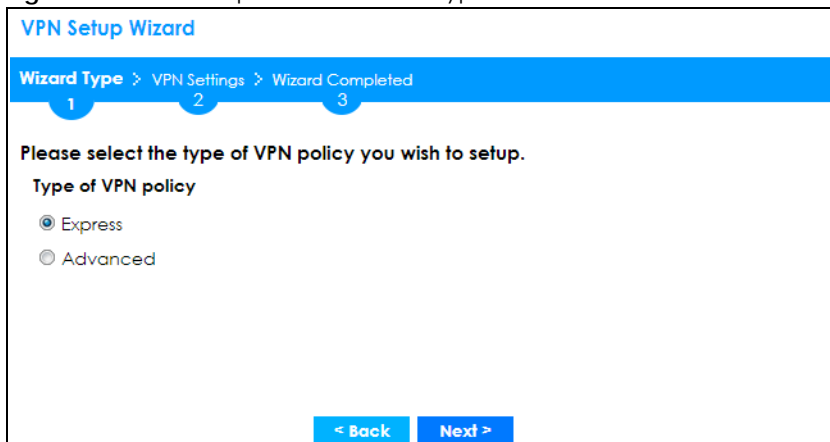 VPN Setup Wizard
Wizard Type > VPN Settings > Wizard Completed
1 2 3
Please select the type of VPN policy you wish to setup.
Type of VPN policy
Express
Advanced
< Back Next >